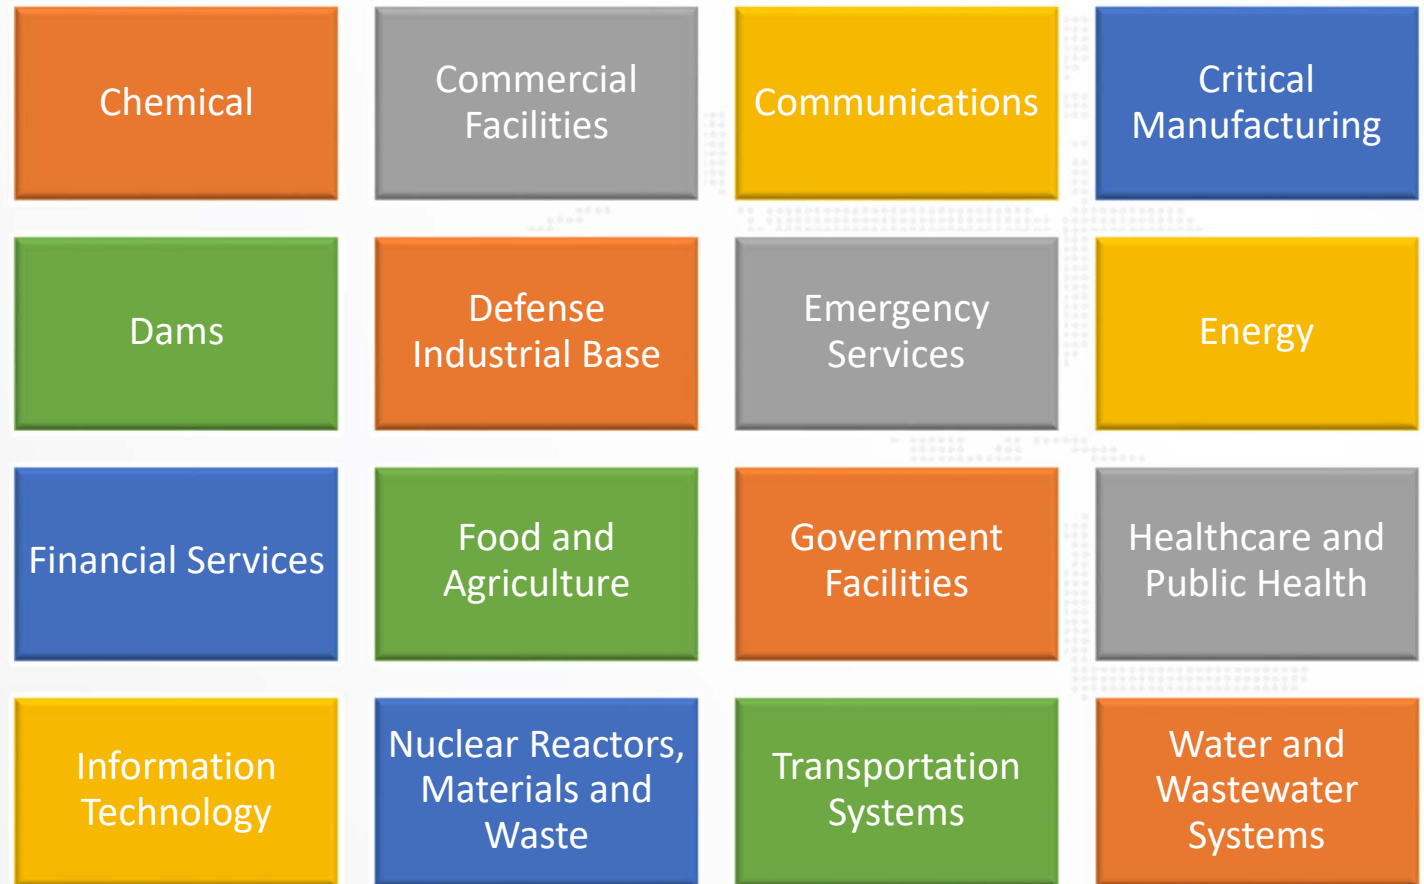 Chemical
Commercial
Facilities
Communications
Critical
Manufacturing
Dams
Defense
Industrial Base
Emergency
Services
Energy
Financial Services
Food and
Agriculture
Government
Facilities
Healthcare and
Public Health
Information
Technology
Nuclear Reactors,
Materials and
Waste
Transportation
Systems
Water and
Wastewater
Systems